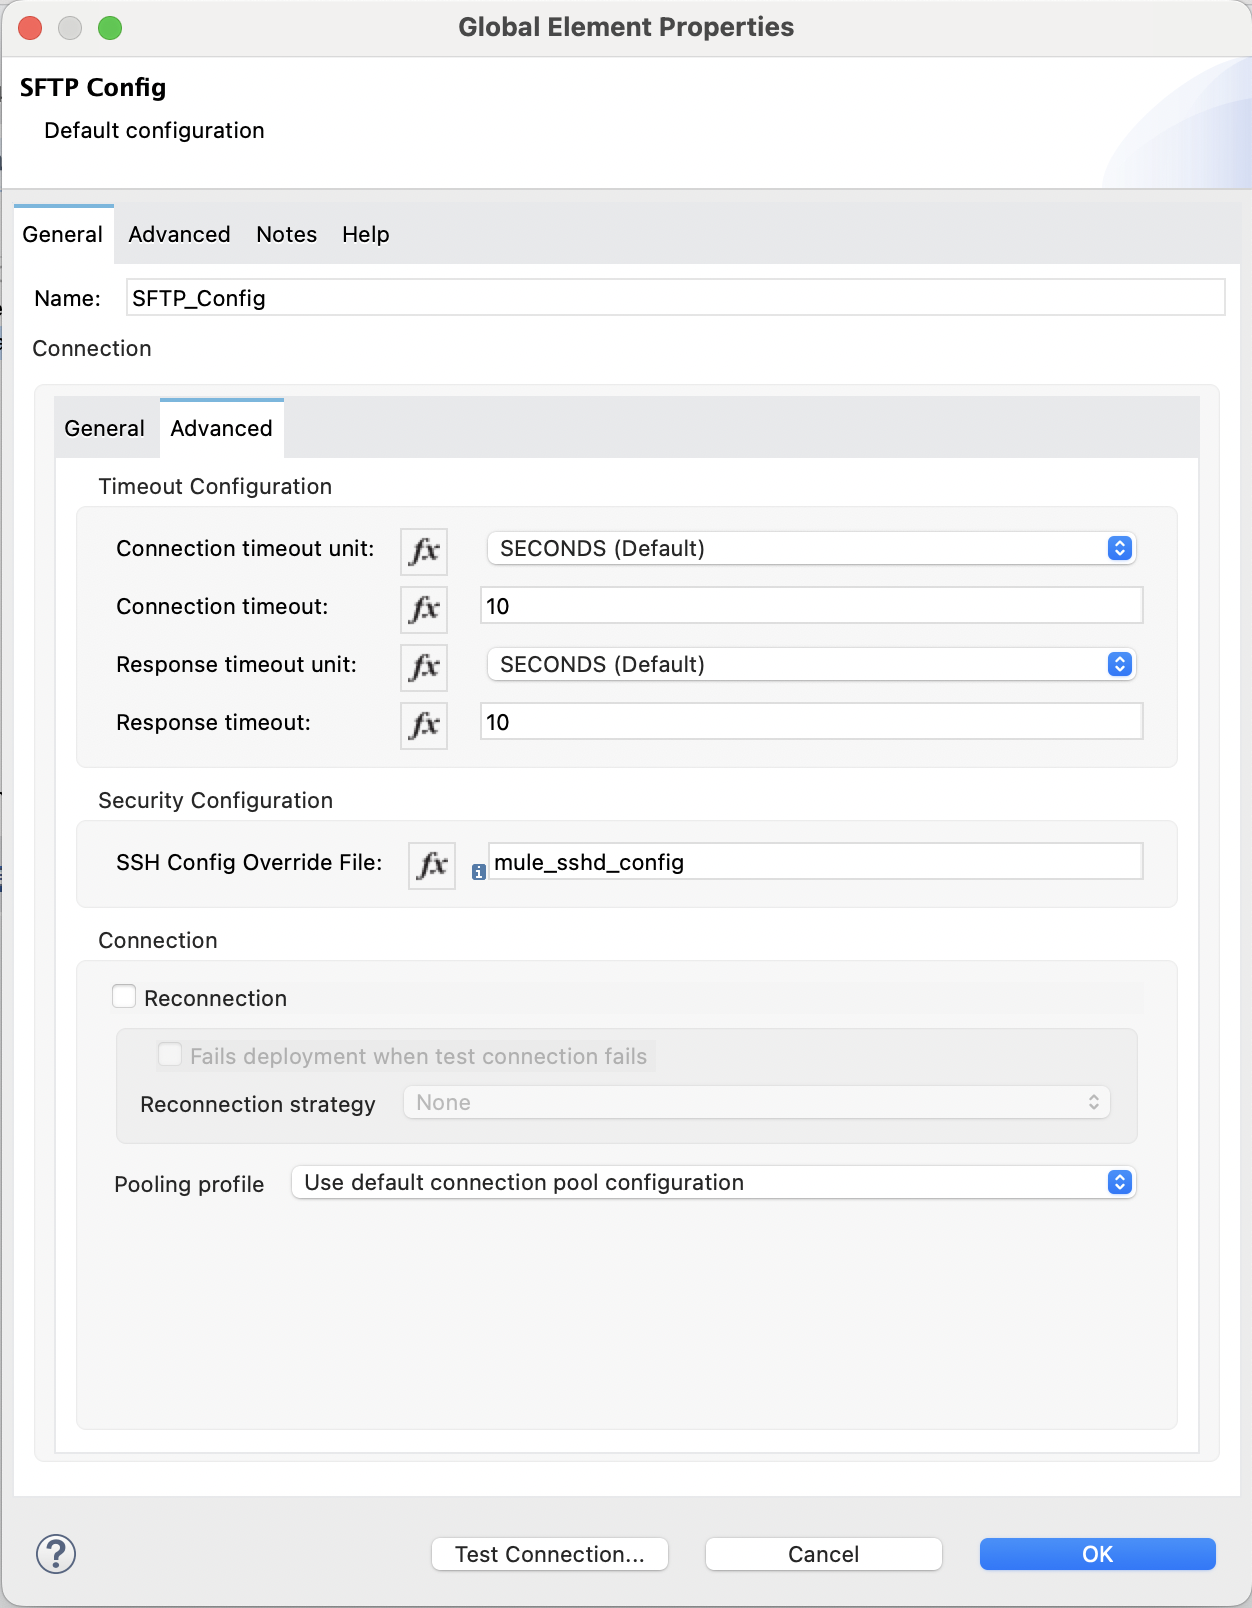 Global Element Properties
SFTP Config
Default configuration
General Advanced Notes Help
Name: SFTP_Config
Connection
General Advanced
Timeout Configuration
Connection timeout unit: fx SECONDS (Default)
Connection timeout: fx 10
Response timeout unit: fx SECONDS (Default)
Response timeout: fx 10
Security Configuration
SSH Config Override File: fx i mule_sshd_config
Connection
Reconnection
Fails deployment when test connection fails
Reconnection strategy None
Pooling profile Use default connection pool configuration
? Test Connection... Cancel OK